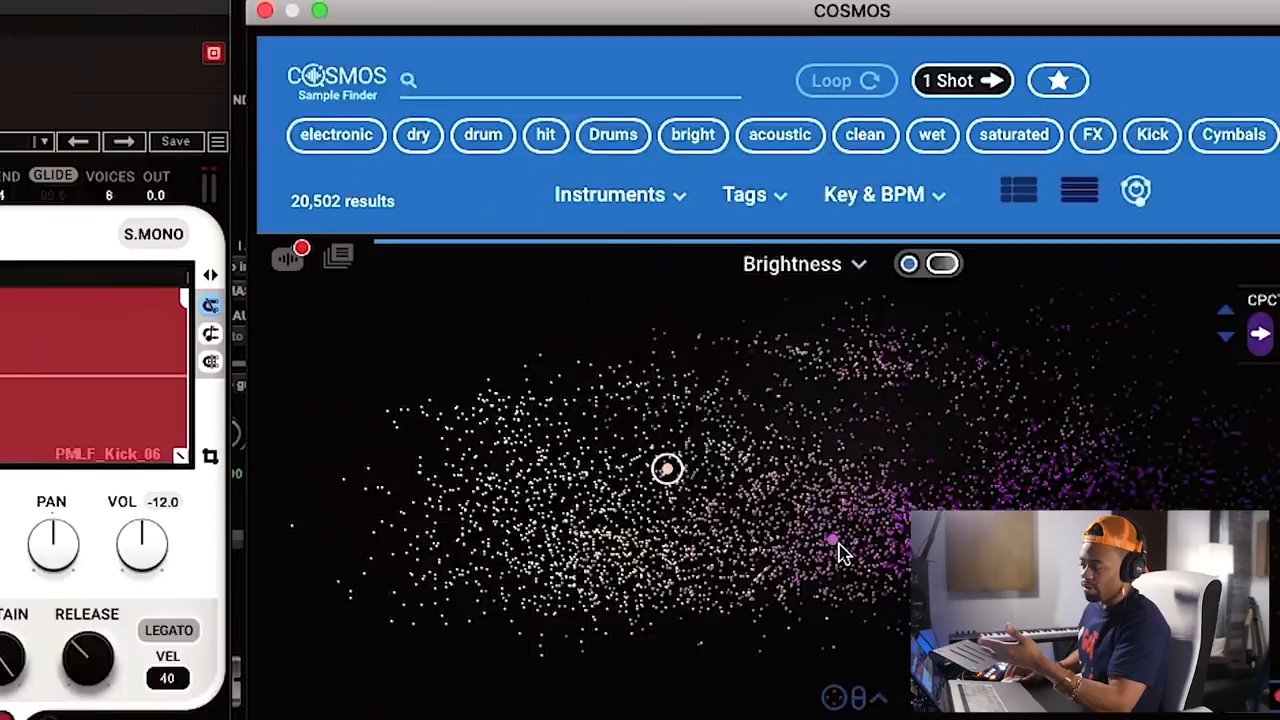 COSMOS
COSMOS
Sample Finder
Loop
1 Shot
electronic
dry
drum
hit
Drums
bright
acoustic
clean
wet
saturated
FX
Kick
Cymbals
20,502 results
Instruments
Tags
Key & BPM
Brightness
CPC
Save
GLIDE
VOICES
OUT
8
0.0
S.MONO
PMLF_Kick_06
PAN
VOL
-12.0
RELEASE
LEGATO
VEL
40